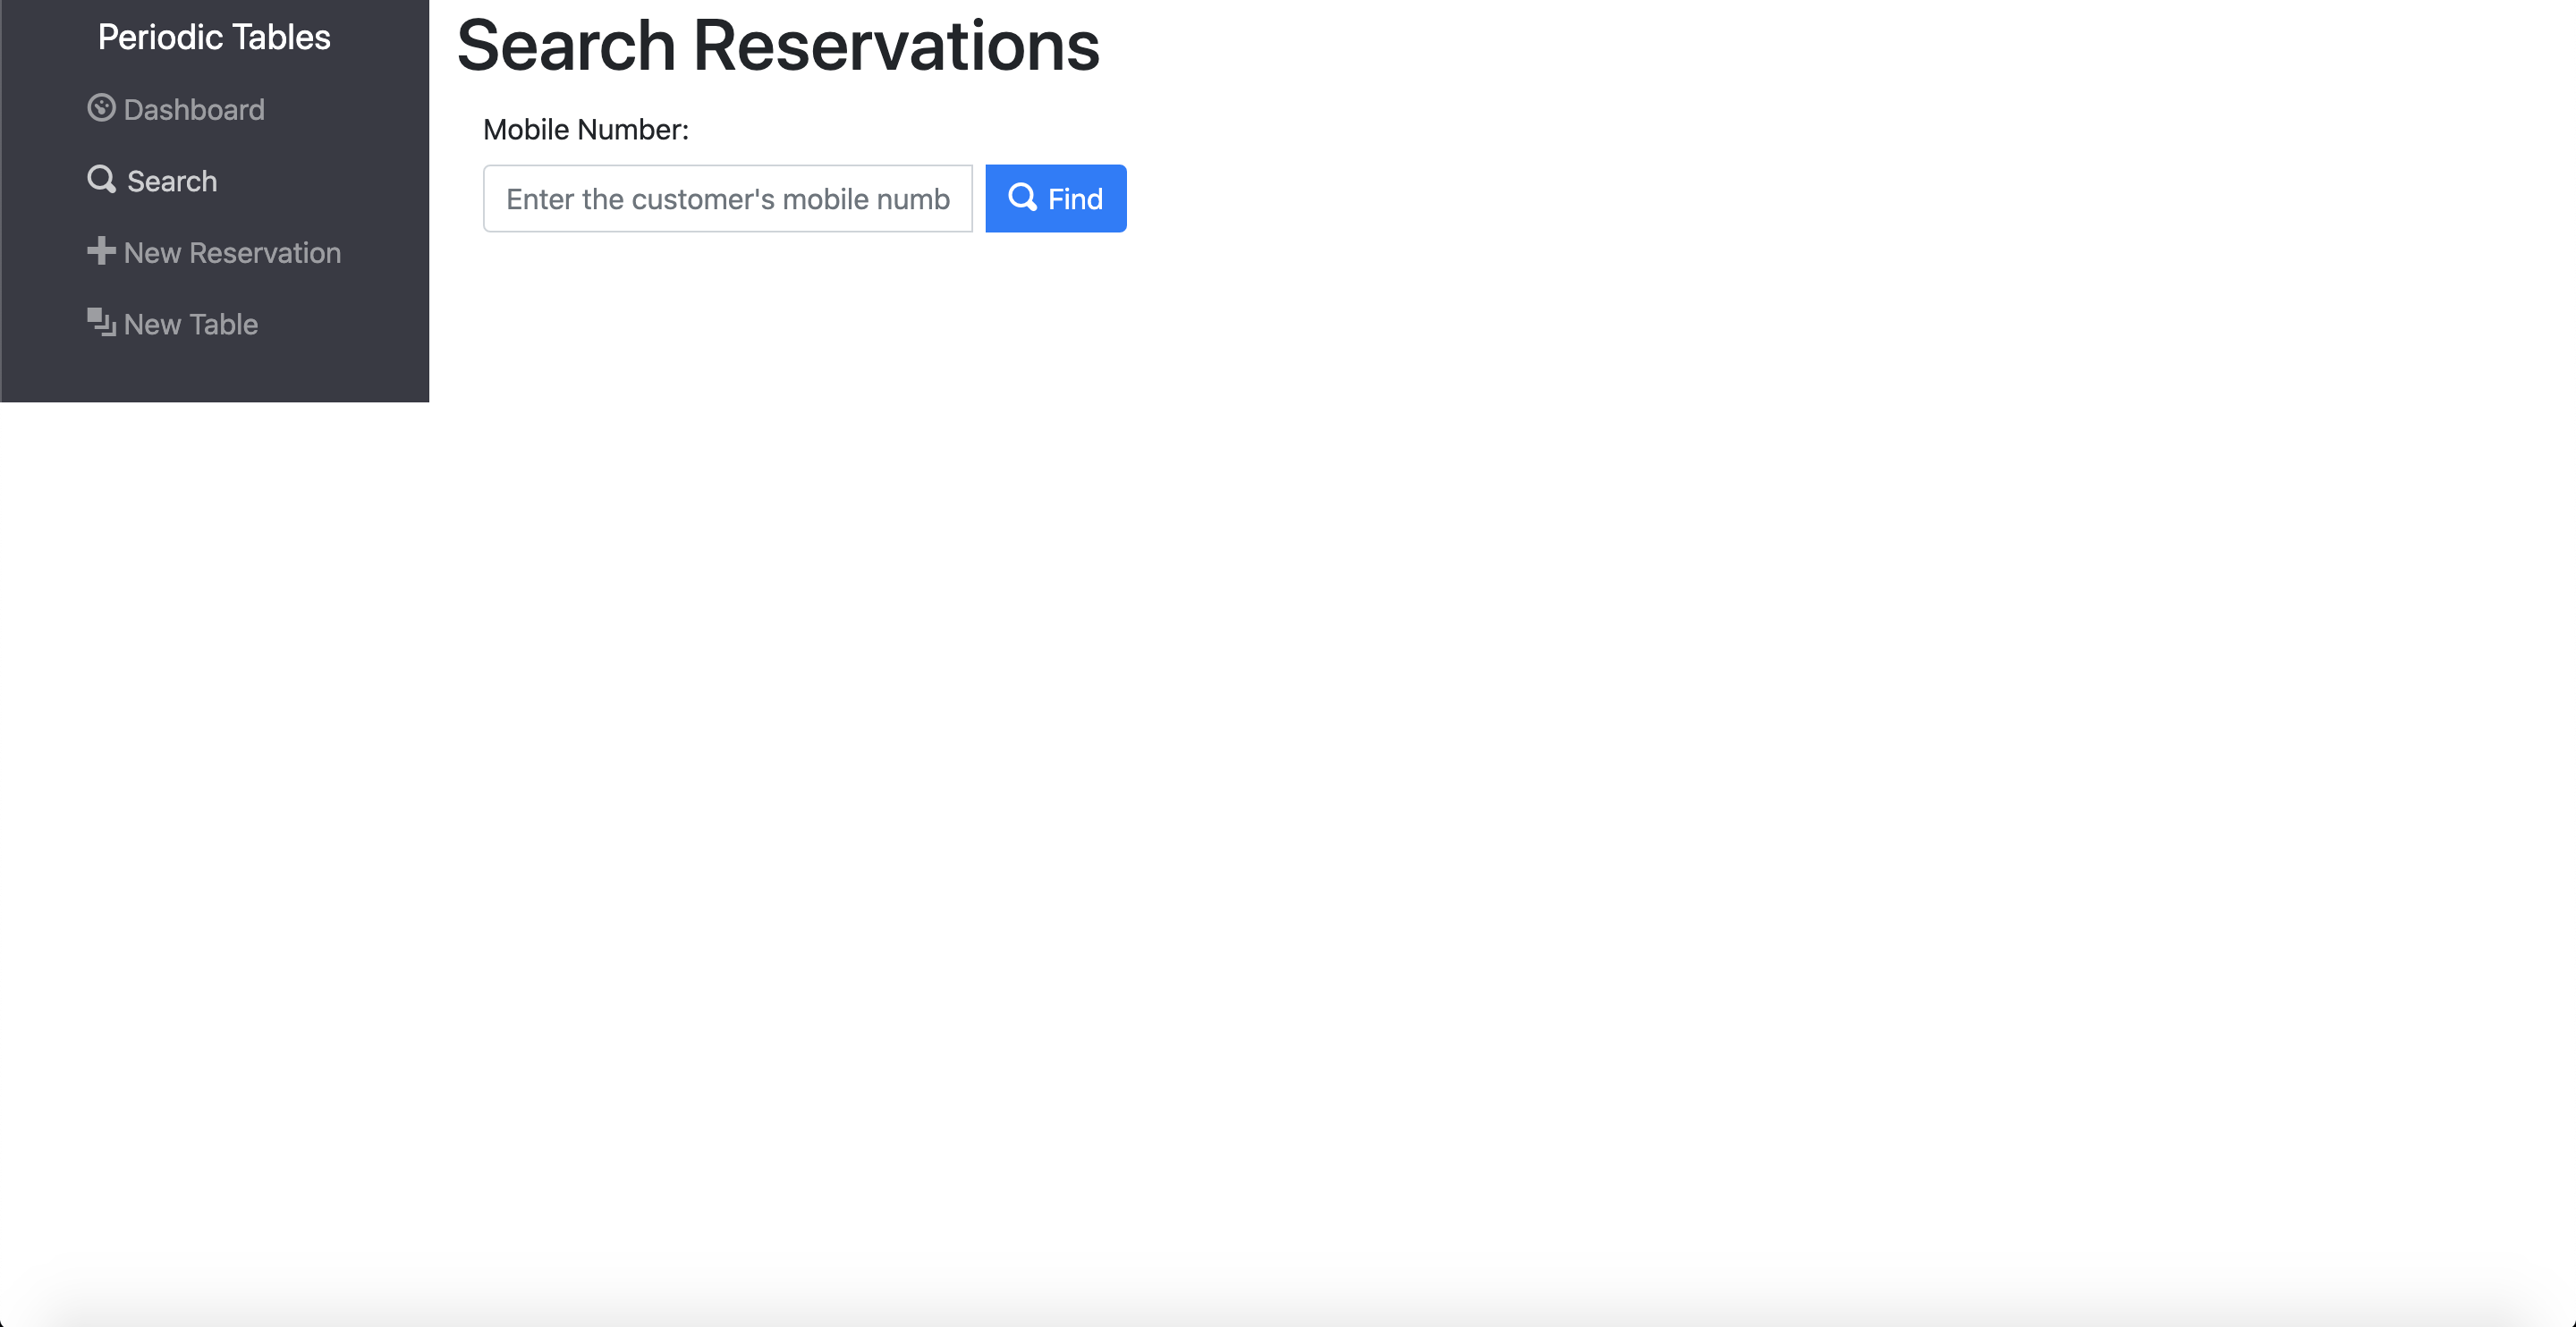 Periodic Tables
Dashboard
Search
New Reservation
New Table
Search Reservations
Mobile Number:
Enter the customer's mobile numb
Find